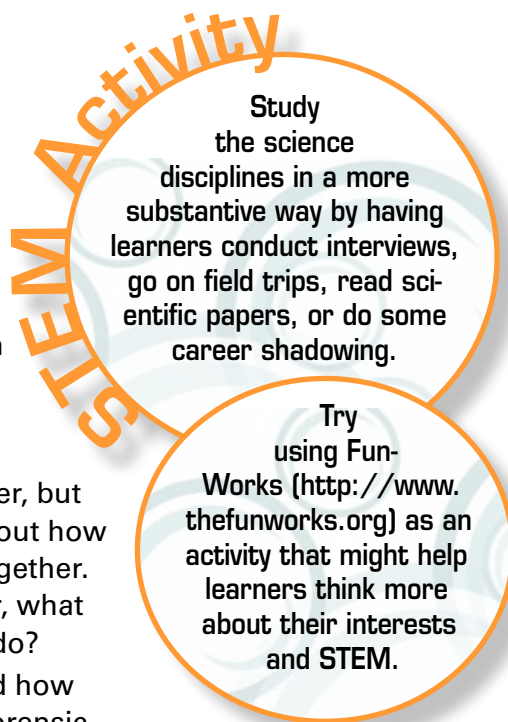 STEM Activity
Study
the science
disciplines in a more
substantive way by having
learners conduct interviews,
go on field trips, read sci-
entific papers, or do some
career shadowing.
Try
using Fun-
Works (http://www.
thefunworks.org) as an
activity that might help
learners think more
about their interests
and STEM.
er, but
out how
gether.
, what
do?
d how